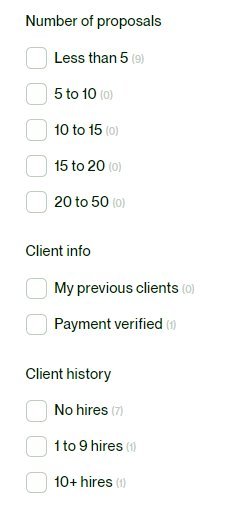 Number of proposals
Less than 5 (9)
5 to 10 (0)
10 to 15 (0)
15 to 20 (0)
20 to 50 (0)
Client info
My previous clients (0)
Payment verified (1)
Client history
No hires (7)
1 to 9 hires (1)
10+ hires (1)